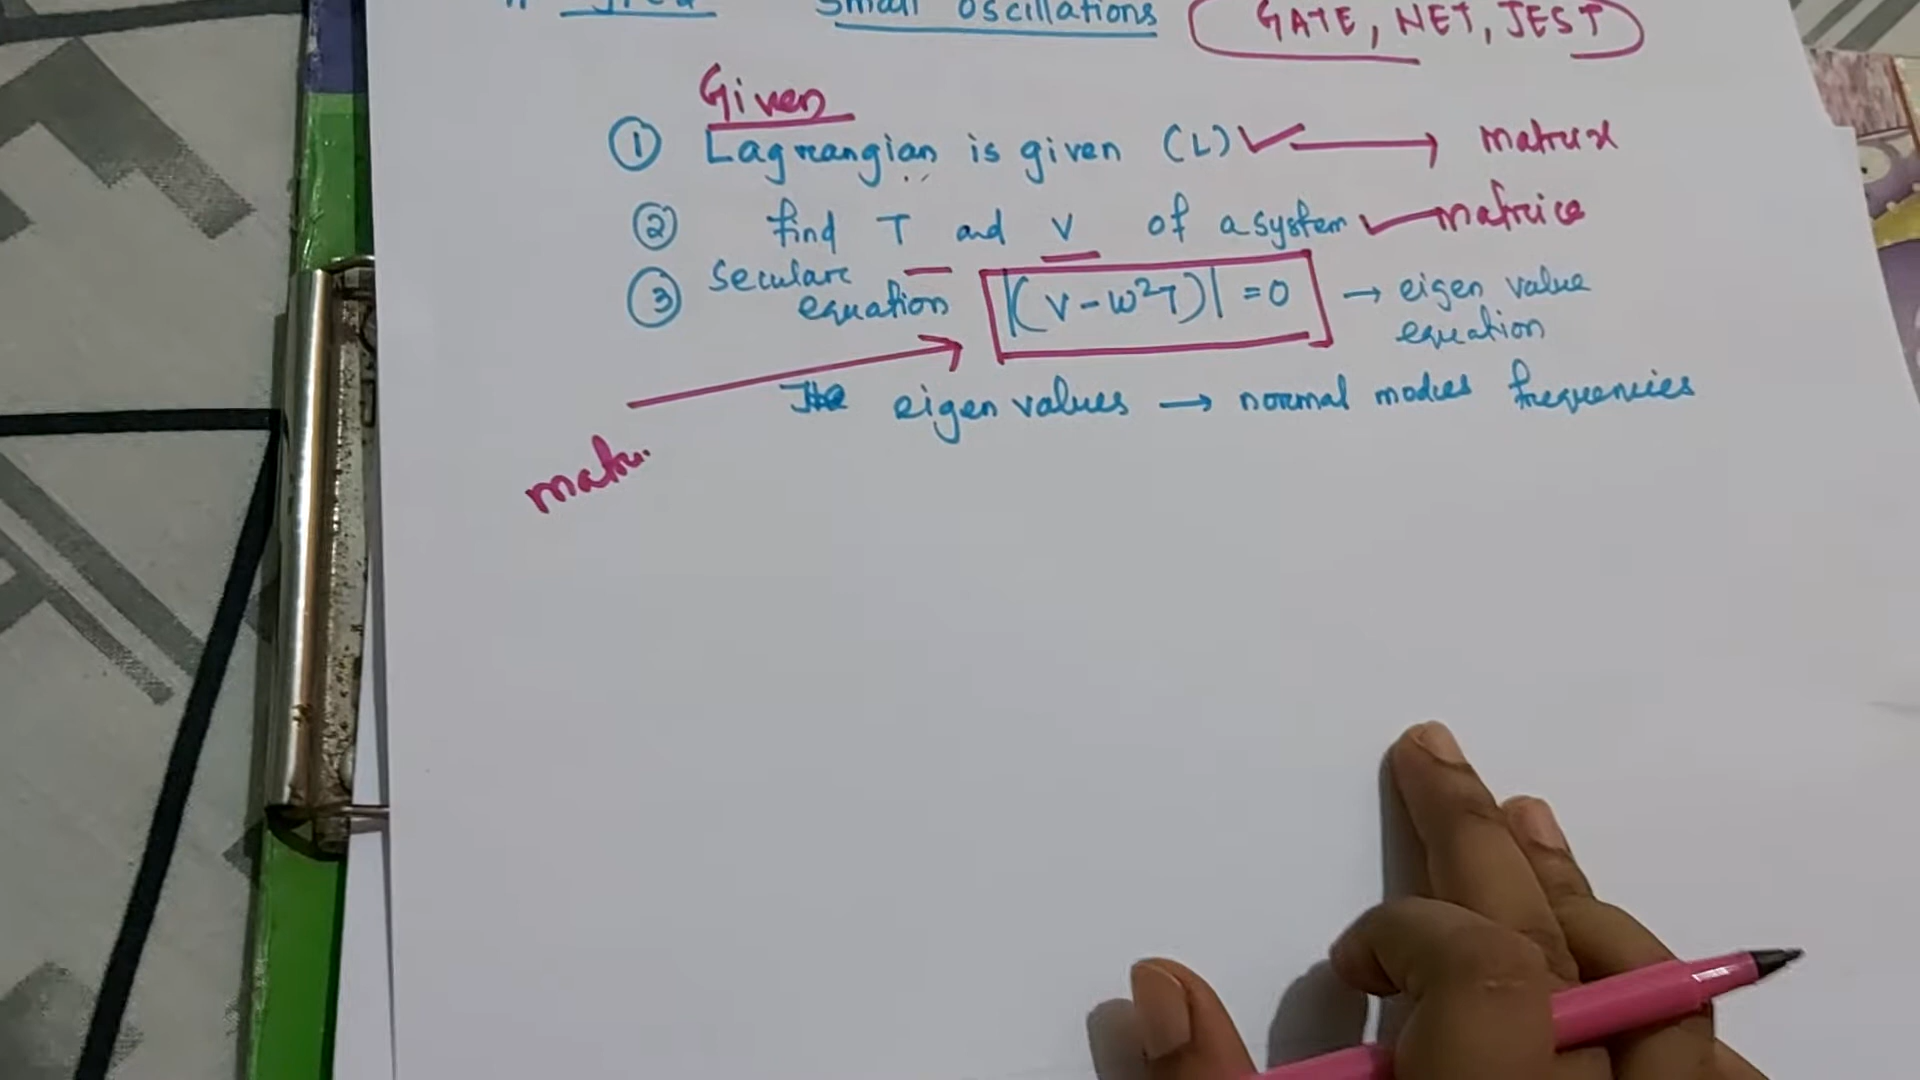 Small Oscillations GATE, NET, JEST
Given
① Lagrangian is given (L) ✓ → matrix
② find T and V of a system ✓ matrice
③ Secular equation |(V - ω²T)| = 0 → eigen value equation
The eigen values → normal modes frequencies
matri